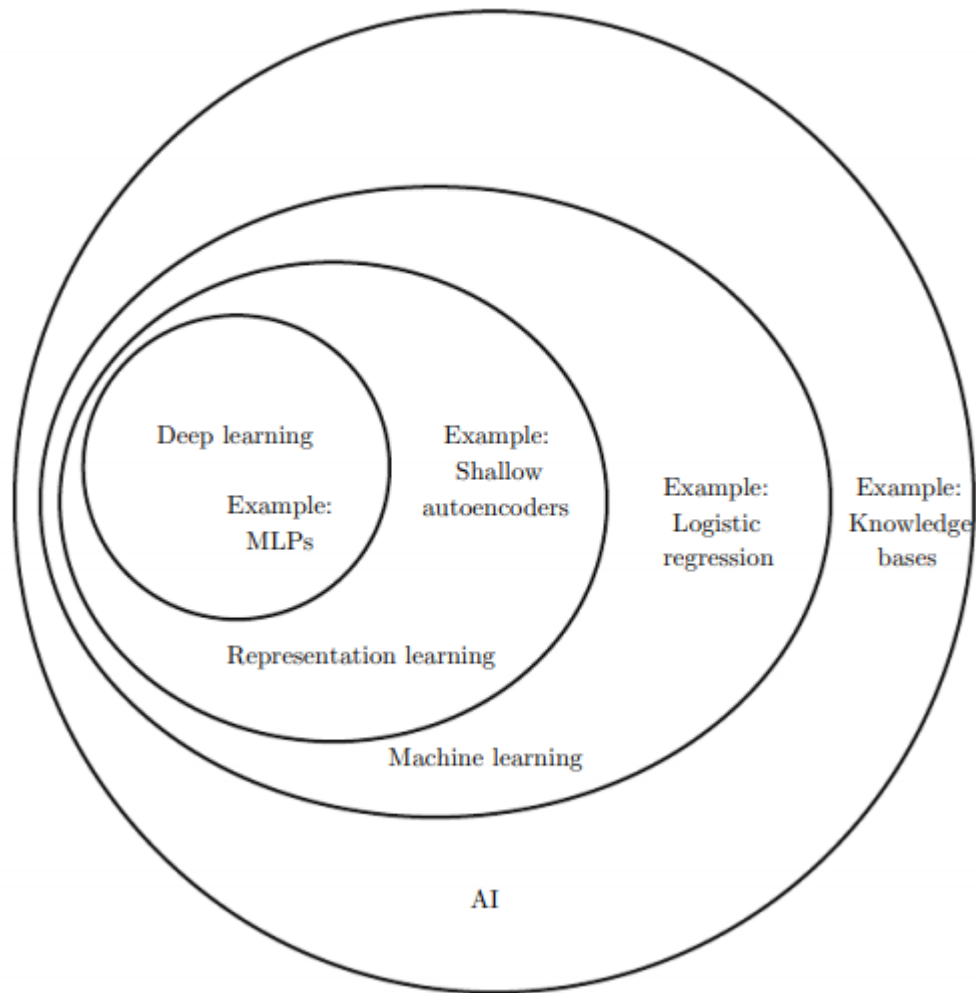 Deep learning
Example:
MLPs
Example:
Shallow
autoencoders
Example:
Logistic
regression
Example:
Knowledge
bases
Representation learning
Machine learning
AI